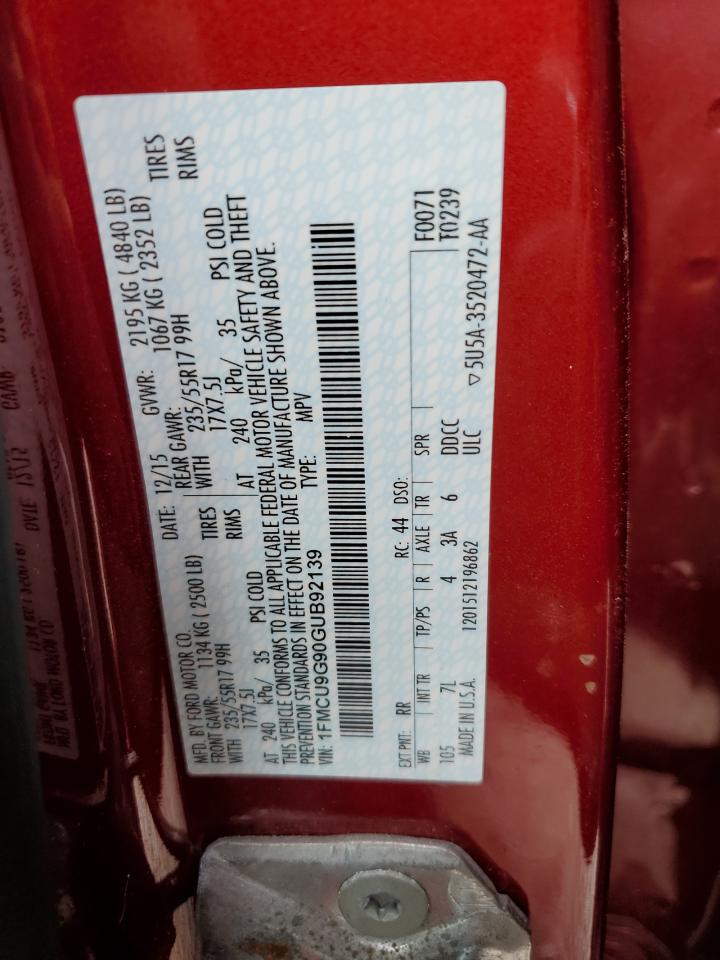 MFD. BY FORD MOTOR CO.
DATE: 12/15 GVWR: 2195 KG ( 4840 LB)
FRONT GAWR: 1134 KG ( 2500 LB) REAR GAWR: 1067 KG ( 2352 LB)
WITH 235/55R17 99H TIRES WITH 235/55R17 99H TIRES
17X7.5J RIMS 17X7.5J RIMS
AT 240 kPa/ 35 PSI COLD AT 240 kPa/ 35 PSI COLD
THIS VEHICLE CONFORMS TO ALL APPLICABLE FEDERAL MOTOR VEHICLE SAFETY AND THEFT
PREVENTION STANDARDS IN EFFECT ON THE DATE OF MANUFACTURE SHOWN ABOVE.
VIN: 1FMCU9G90GUB92139 TYPE: MPV
EXT PNT: RR RC: 44 DSO: F0071
WB INT TR TP/PS R AXLE TR SPR T0239
105 7L 4 3A 6 DDCC
MADE IN U.S.A. 1201512196862 ULC ▽5U5A-3520472-AA